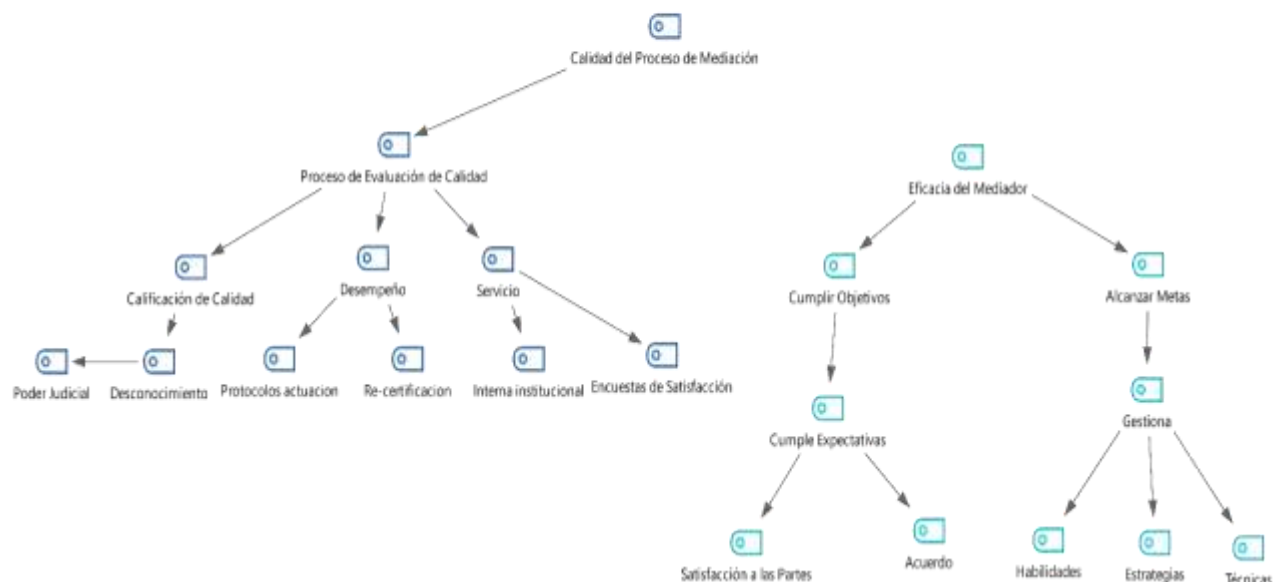 Calidad del Proceso de Mediación
Proceso de Evaluación de Calidad
Eficacia del Mediador
Calificación de Calidad
Desempeño
Servicio
Cumplir Objetivos
Alcanzar Metas
Poder Judicial
Desconocimiento
Protocolos actuacion
Re-certificacion
Interna institucional
Encuestas de Satisfacción
Cumple Expectativas
Gestiona
Satisfacción a las Partes
Acuerdo
Habilidades
Estrategias
Técnicas